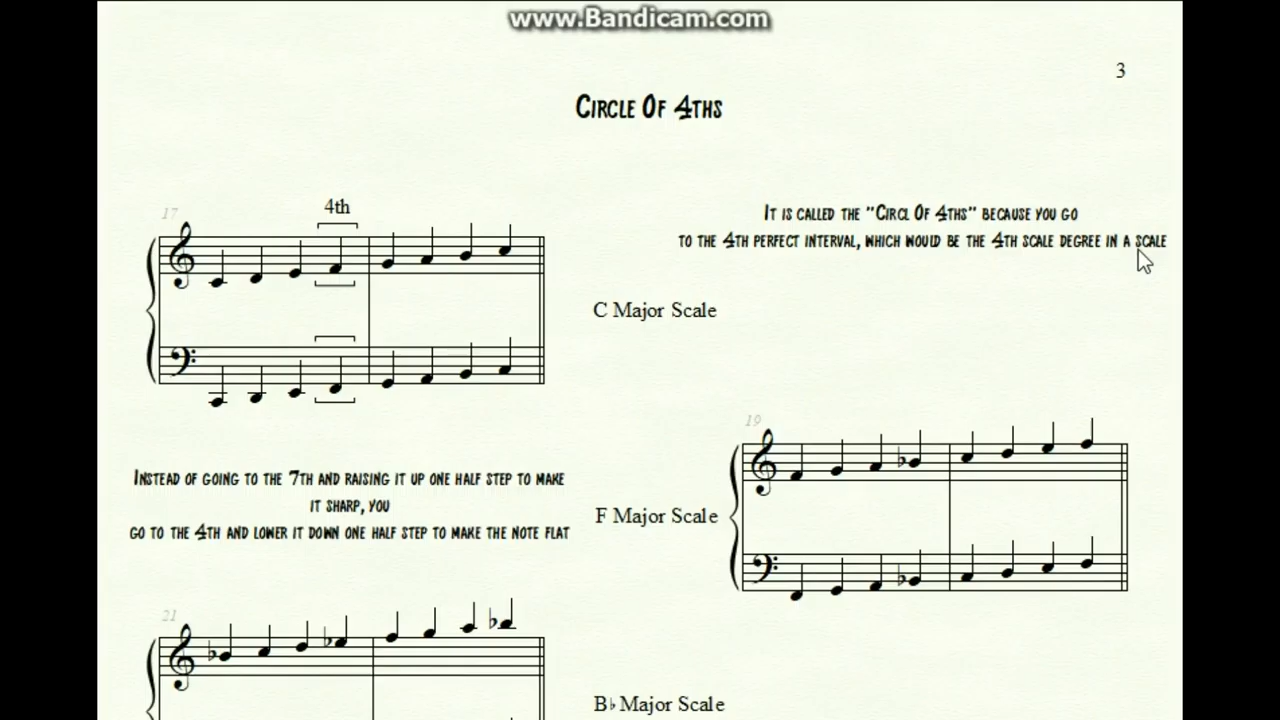 www.Bandicam.com
3
Circle Of 4ths
17
4th
It is called the "Circl Of 4ths" because you go
to the 4th perfect interval, which would be the 4th scale degree in a scale
C Major Scale
19
Instead of going to the 7th and raising it up one half step to make
it sharp, you
go to the 4th and lower it down one half step to make the note flat
F Major Scale
21
B♭ Major Scale